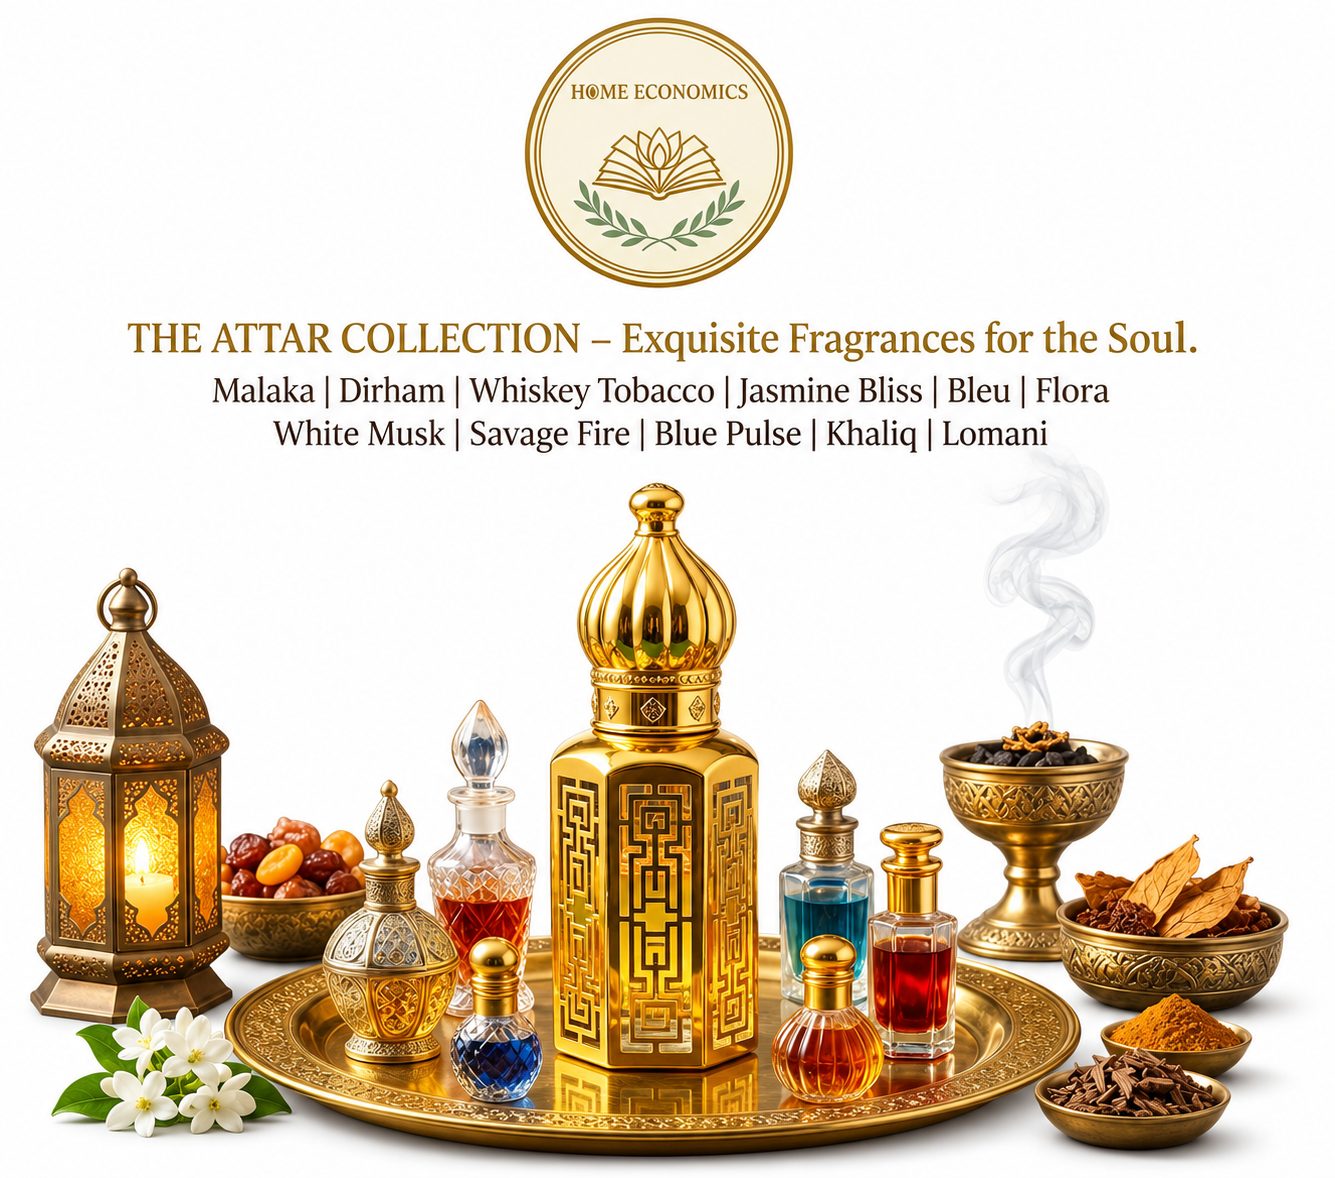 HOME ECONOMICS
THE ATTAR COLLECTION – Exquisite Fragrances for the Soul.
Malaka | Dirham | Whiskey Tobacco | Jasmine Bliss | Bleu | Flora
White Musk | Savage Fire | Blue Pulse | Khaliq | Lomani